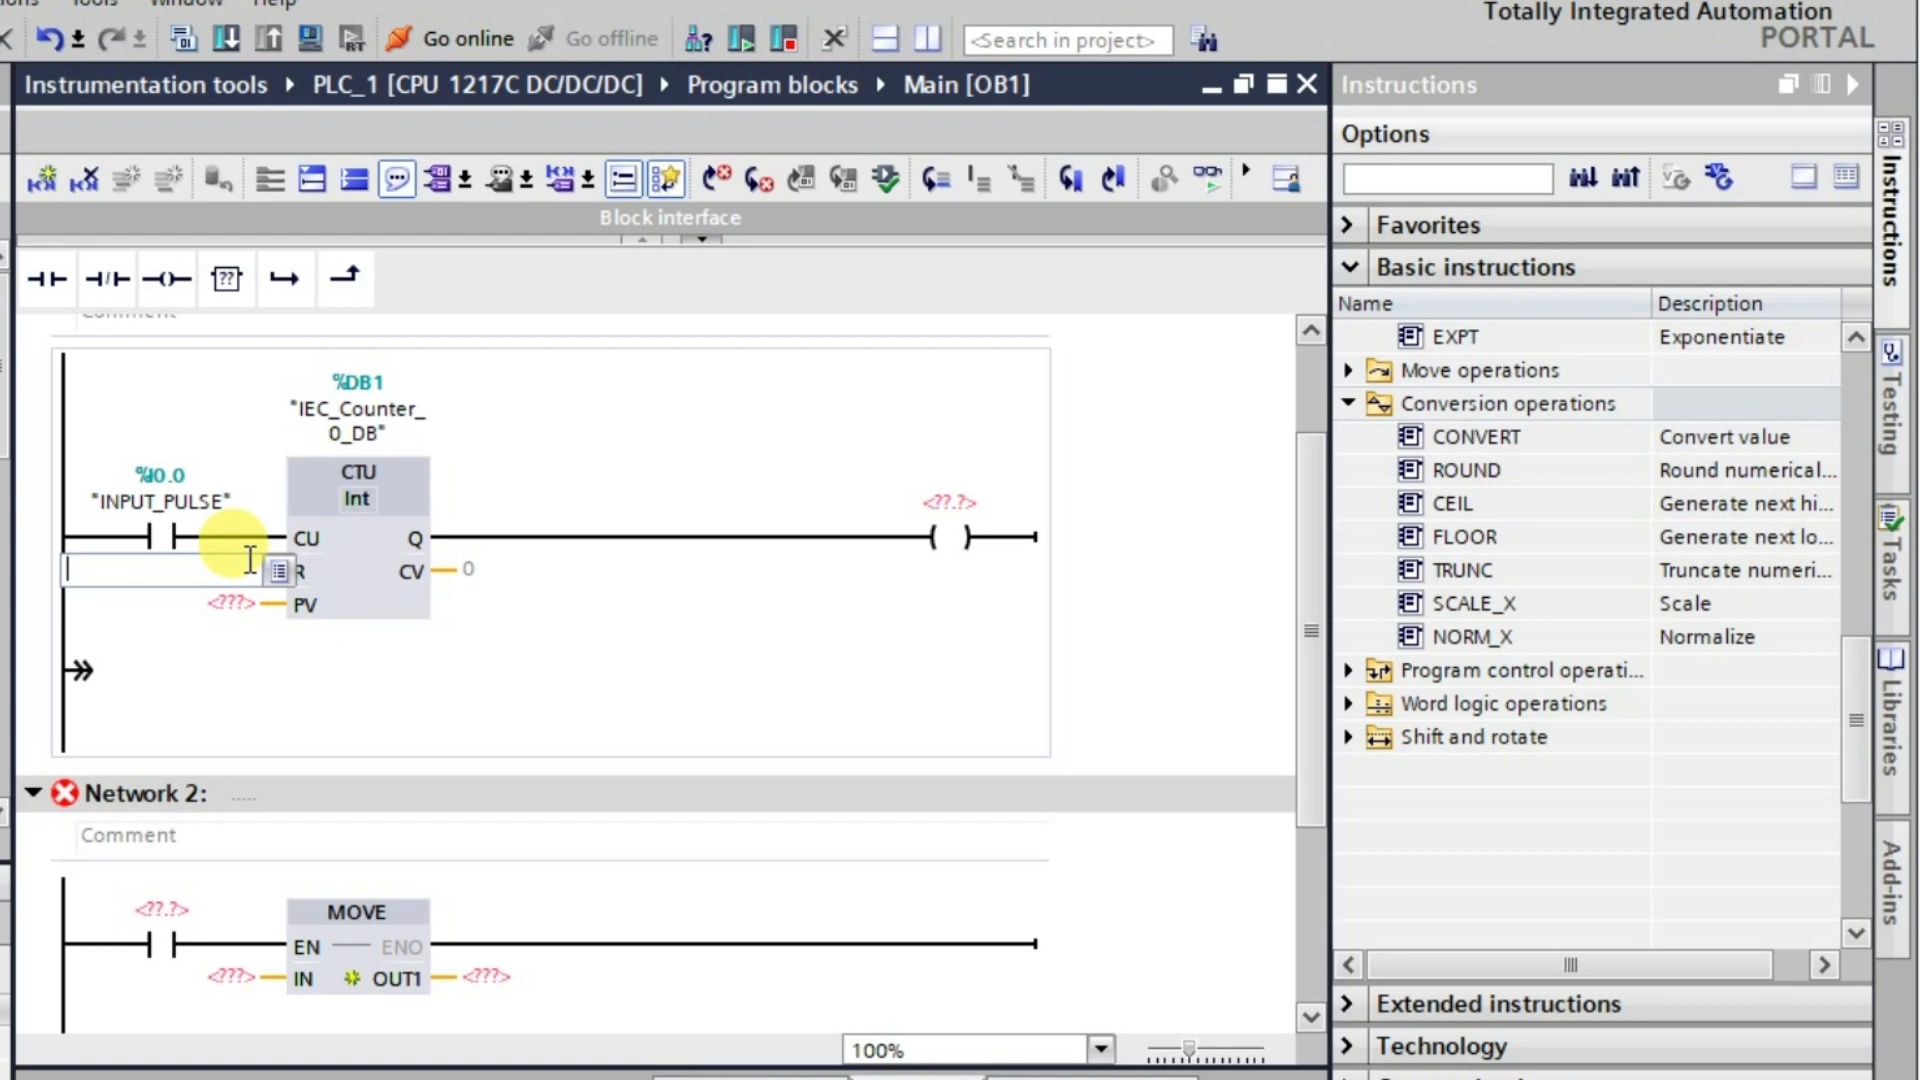 Totally Integrated Automation
PORTAL
Go online
Go offline
<Search in project>
Instrumentation tools
PLC_1 [CPU 1217C DC/DC/DC]
Program blocks
Main [OB1]
Block interface
??
%DB1
"IEC_Counter_
0_DB"
CTU
Int
%I0.0
"INPUT_PULSE"
<??.?>
CU
Q
R
CV
0
<???>
PV
Network 2:
.....
Comment
<??.?>
MOVE
EN
ENO
<???>
IN
OUT1
<???>
100%
Instructions
Options
Favorites
Basic instructions
Name
Description
EXPT
Exponentiate
Move operations
Conversion operations
CONVERT
Convert value
ROUND
Round numerical...
CEIL
Generate next hi...
FLOOR
Generate next lo...
TRUNC
Truncate numeri...
SCALE_X
Scale
NORM_X
Normalize
Program control operati...
Word logic operations
Shift and rotate
Extended instructions
Technology
Instructions
Testing
Tasks
Libraries
Add-ins